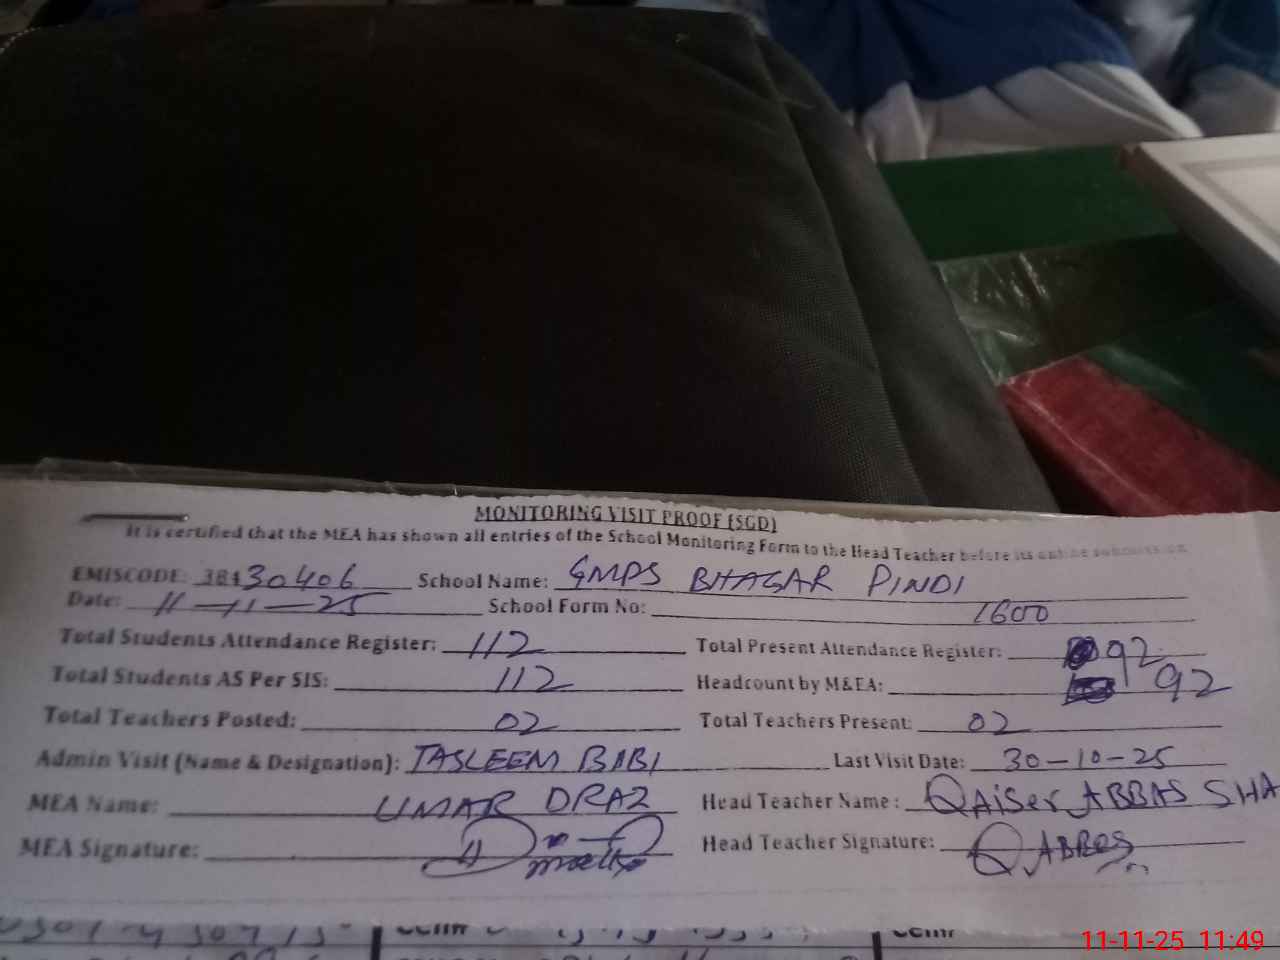 MONITORING VISIT PROOF (SGD)
It is certified that the MEA has shown all entries of the School Monitoring Form to the Head Teacher before its online submission
EMISCODE: 38430406 School Name: GMPS BHAGAR PINDI
Date: 11-11-25 School Form No: 1600
Total Students Attendance Register: 112 Total Present Attendance Register: 92
Total Students AS Per SIS: 112 Headcount by M&EA: 92
Total Teachers Posted: 02 Total Teachers Present: 02
Admin Visit (Name & Designation): TASLEEM BIBI Last Visit Date: 30-10-25
MEA Name: UMAR DRAZ Head Teacher Name: QAISER ABBAS SHA
MEA Signature: Head Teacher Signature: Q ABBAS
11-11-25 11:49